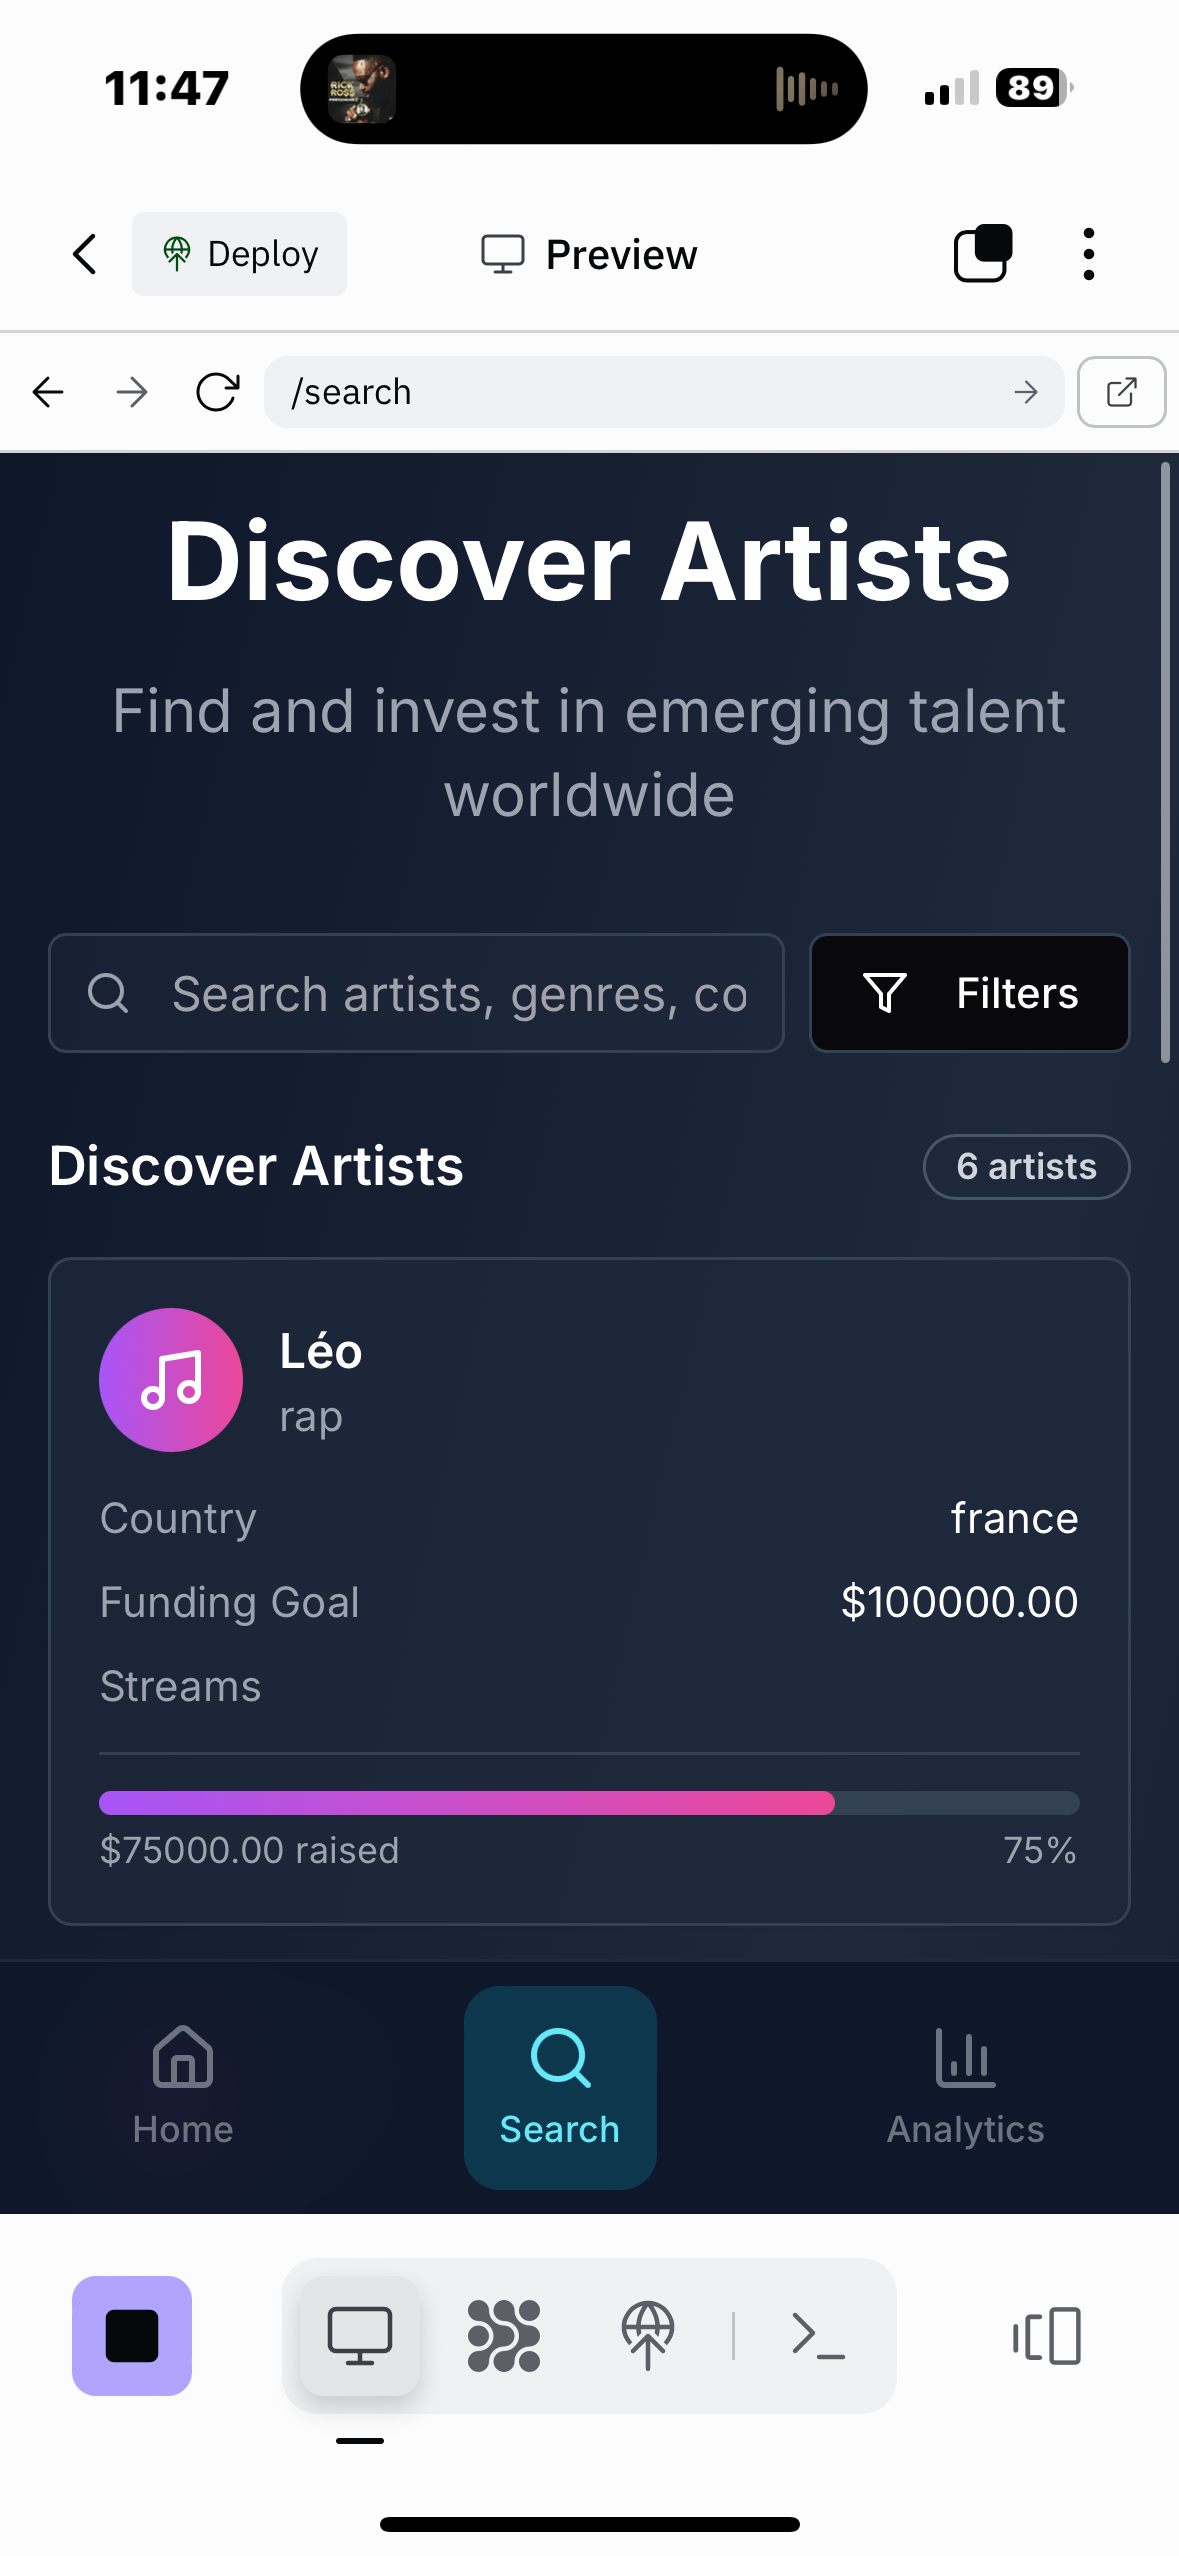 11:47
RICK
ROSS
89
Deploy
Preview
/search
Discover Artists
Find and invest in emerging talent
worldwide
Search artists, genres, co
Filters
Discover Artists
6 artists
Léo
rap
Country
france
Funding Goal
$100000.00
Streams
$75000.00 raised
75%
Home
Search
Analytics